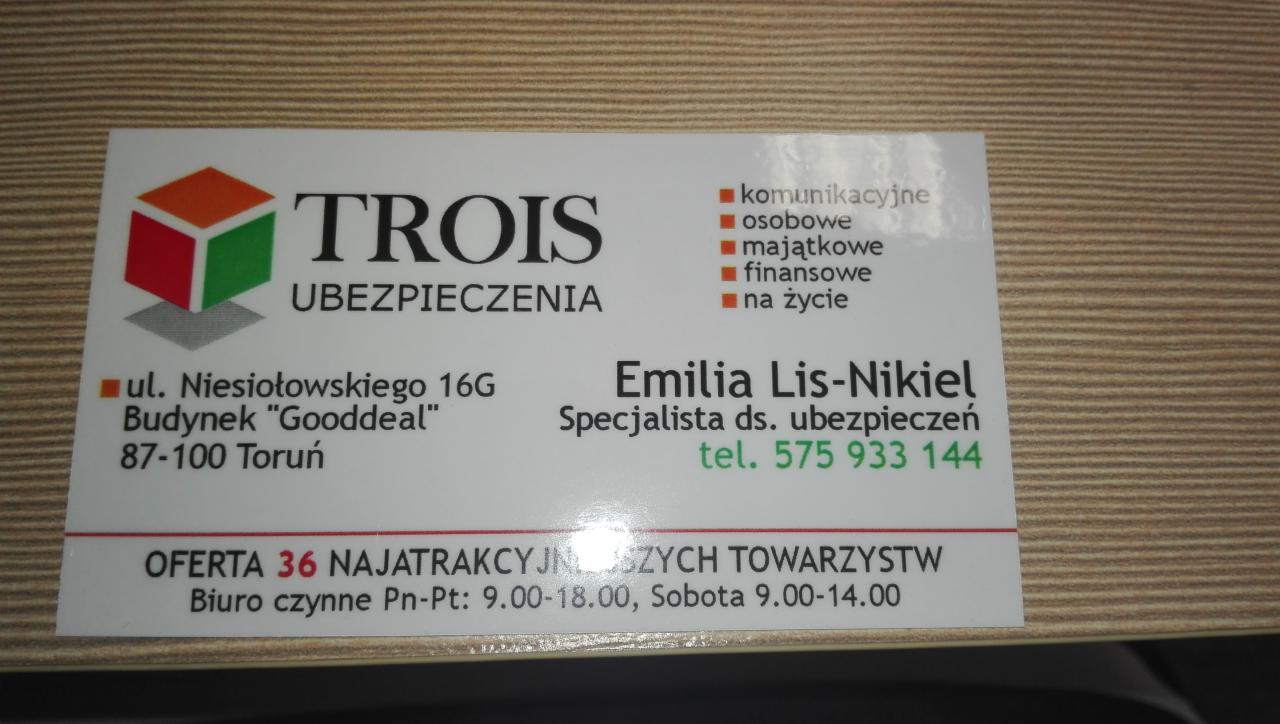 TROIS
UBEZPIECZENIA
komunikacyjne
osobowe
majątkowe
finansowe
na życie
ul. Niesiołowskiego 16G
Budynek "Gooddeal"
87-100 Toruń
Emilia Lis-Nikiel
Specjalista ds. ubezpieczeń
tel. 575 933 144
OFERTA 36 NAJATRAKCYJNIEJSZYCH TOWARZYSTW
Biuro czynne Pn-Pt: 9.00-18.00, Sobota 9.00-14.00